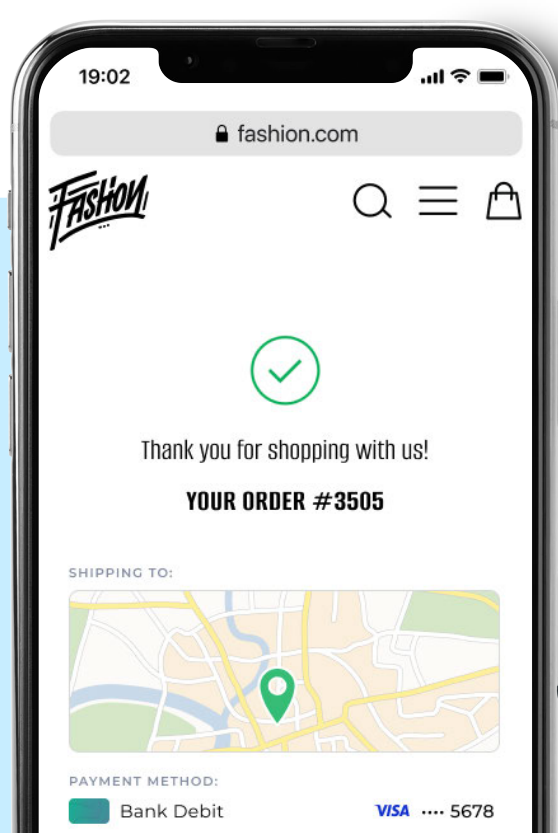 19:02
fashion.com
FASHION
Thank you for shopping with us!
YOUR ORDER #3505
SHIPPING TO:
PAYMENT METHOD:
Bank Debit VISA •••• 5678